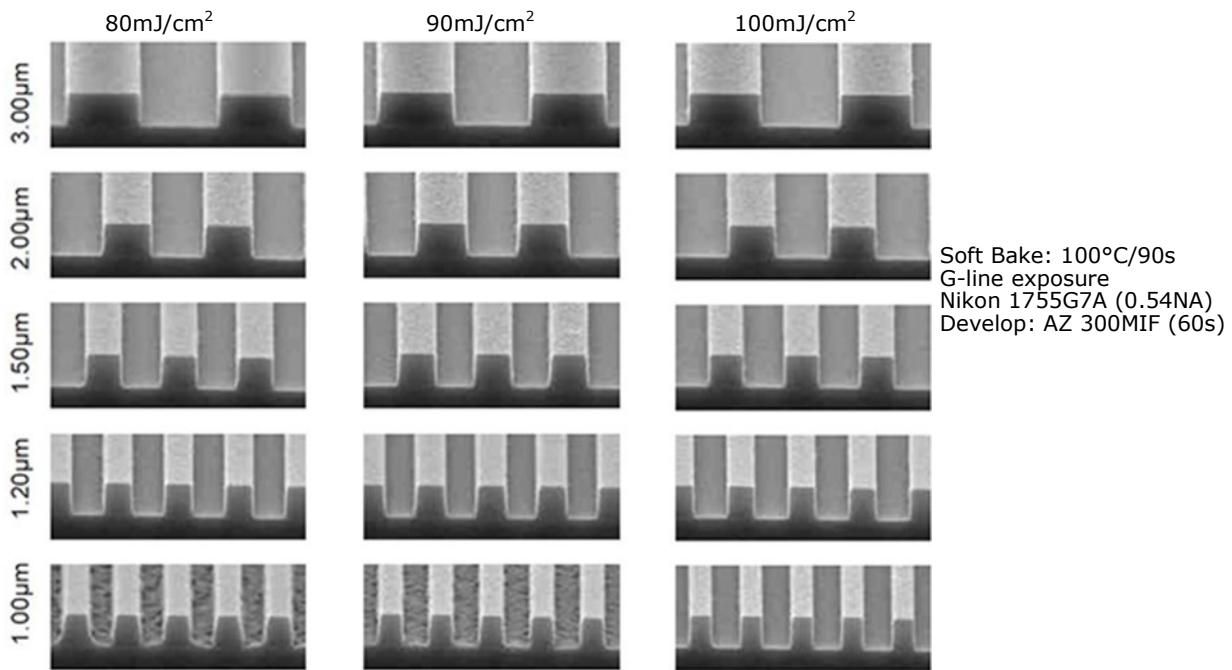 80mJ/cm²
90mJ/cm²
100mJ/cm²
3.00µm
2.00µm
1.50µm
1.20µm
1.00µm
Soft Bake: 100°C/90s
G-line exposure
Nikon 1755G7A (0.54NA)
Develop: AZ 300MIF (60s)